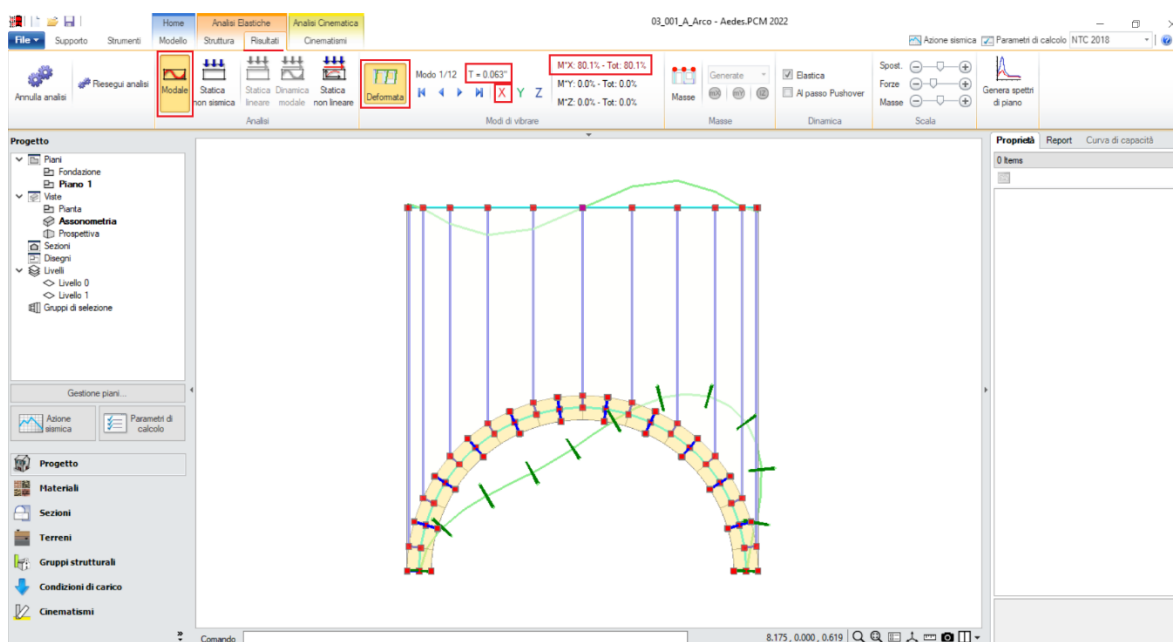 03_001_A_Arco - Aedes.PCM 2022
Home
Analisi Elastiche
Analisi Cinematica
File
Supporto
Strumenti
Modello
Struttura
Risultati
Cinematismi
Azione sismica
Parametri di calcolo
NTC 2018
Annulla analisi
Riesegui analisi
Modale
Statica
non sismica
Statica
lineare
Dinamica
modale
Statica
non lineare
Analisi
Deformata
Modo 1/12
T = 0.063"
X Y Z
M*X: 80.1% - Tot: 80.1%
M*Y: 0.0% - Tot: 0.0%
M*Z: 0.0% - Tot: 0.0%
Modi di vibrare
Masse
Generate
Masse
Elastica
Al passo Pushover
Dinamica
Spost.
Forze
Masse
Scala
Genera spettri
di piano
Progetto
Piani
Fondazione
Piano 1
Viste
Pianta
Assonometria
Prospettiva
Sezioni
Disegni
Livelli
Livello 0
Livello 1
Gruppi di selezione
Gestione piani...
Azione
sismica
Parametri di
calcolo
Progetto
Materiali
Sezioni
Terreni
Gruppi strutturali
Condizioni di carico
Cinematismi
Proprietà
Report
Curva di capacità
0 Items
Comando
8.175, 0.000, 0.619